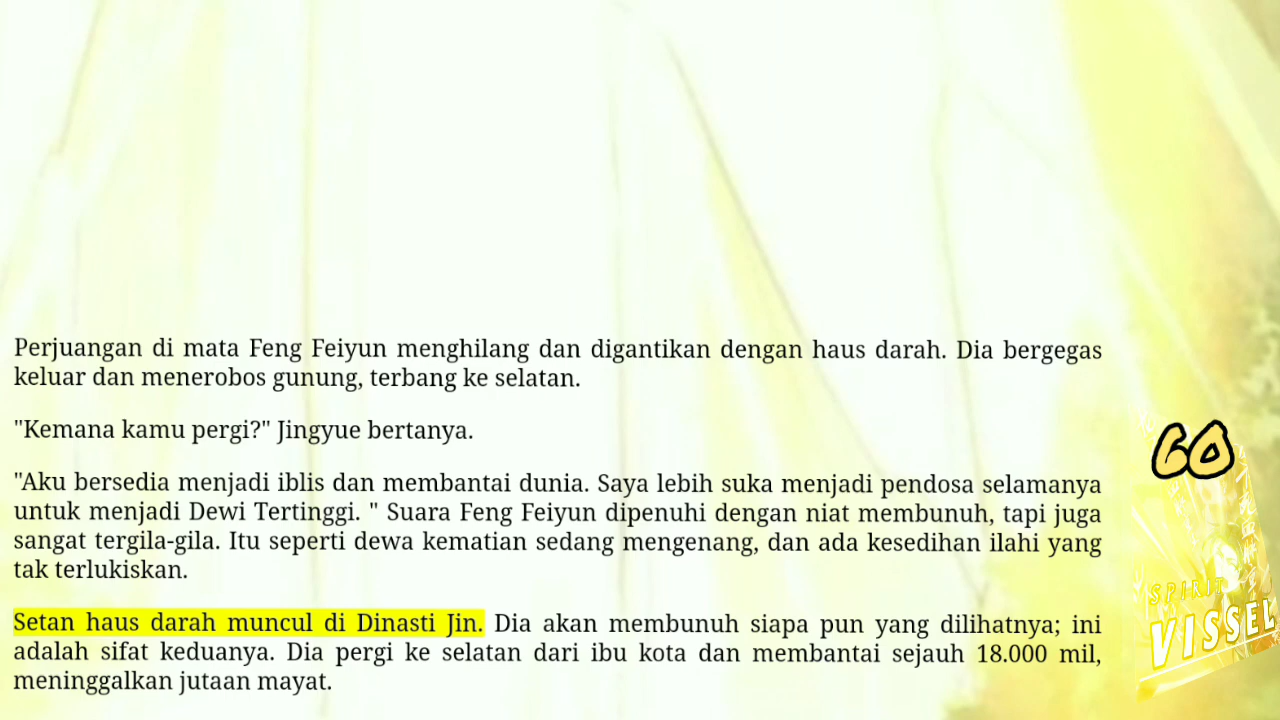 Perjuangan di mata Feng Feiyun menghilang dan digantikan dengan haus darah. Dia bergegas
keluar dan menerobos gunung, terbang ke selatan.
"Kemana kamu pergi?" Jingyue bertanya.
"Aku bersedia menjadi iblis dan membantai dunia. Saya lebih suka menjadi pendosa selamanya
untuk menjadi Dewi Tertinggi. " Suara Feng Feiyun dipenuhi dengan niat membunuh, tapi juga
sangat tergila-gila. Itu seperti dewa kematian sedang mengenang, dan ada kesedihan ilahi yang
tak terlukiskan.
Setan haus darah muncul di Dinasti Jin. Dia akan membunuh siapa pun yang dilihatnya; ini
adalah sifat keduanya. Dia pergi ke selatan dari ibu kota dan membantai sejauh 18.000 mil,
meninggalkan jutaan mayat.
60
SPIRIT
VISSEL